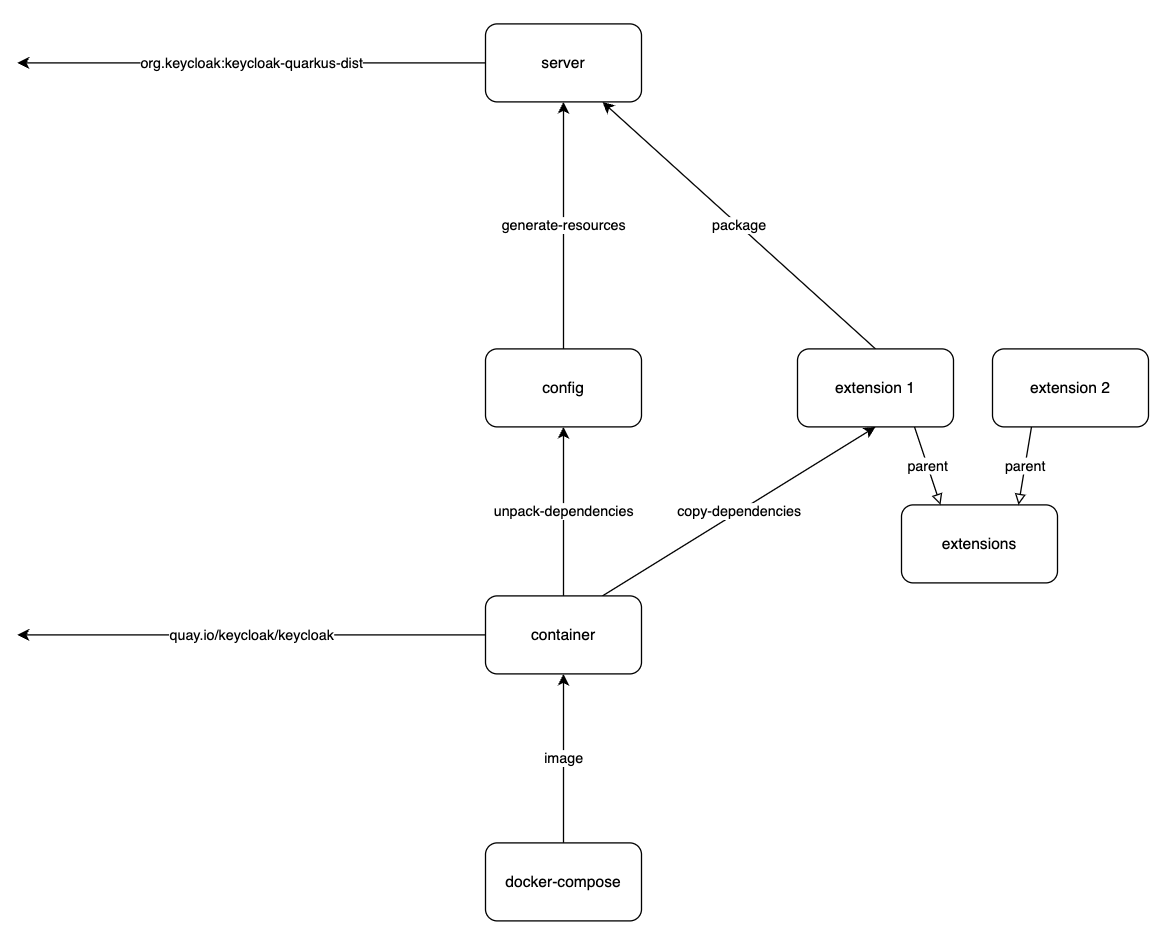 org.keycloak:keycloak-quarkus-dist
server
generate-resources
package
config
extension 1
extension 2
parent
parent
unpack-dependencies
copy-dependencies
extensions
quay.io/keycloak/keycloak
container
image
docker-compose